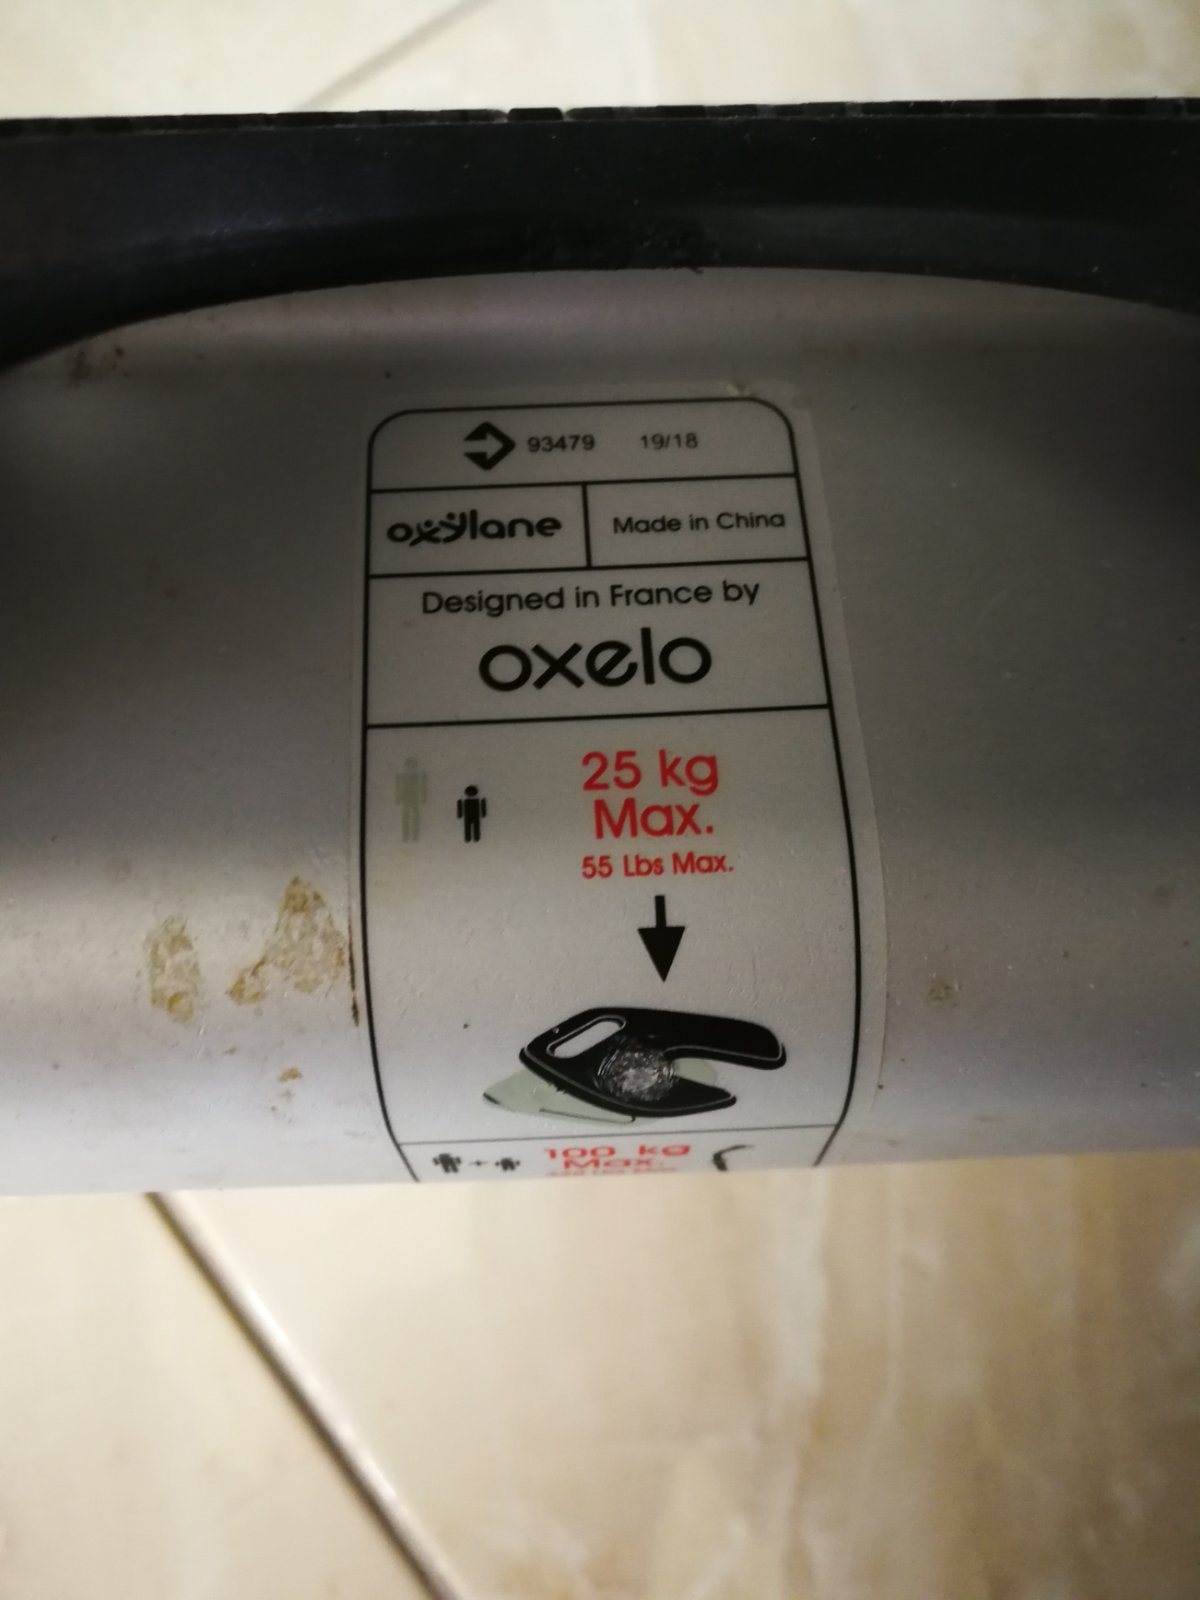 93479 19/18
oxylane Made in China
Designed in France by
oxelo
25 kg
Max.
55 Lbs Max.
+ 100 kg
Max.